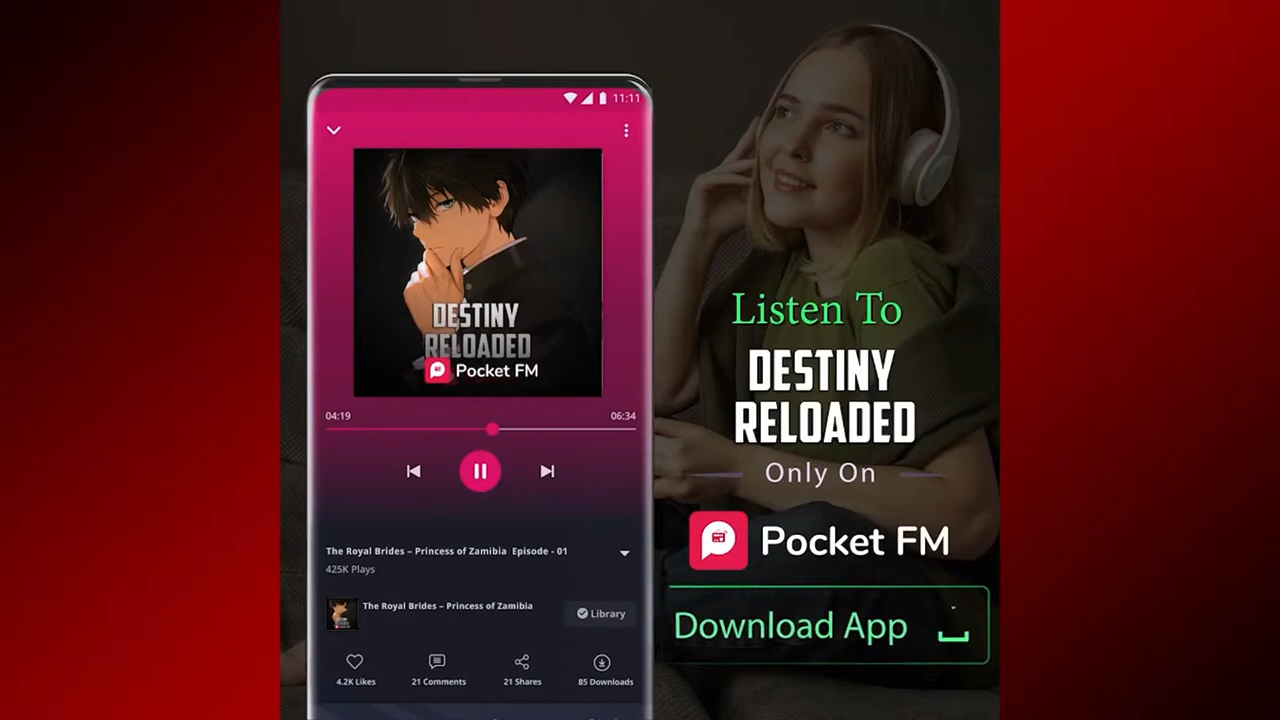 11:11
DESTINY
RELOADED
Pocket FM
04:19
06:34
The Royal Brides – Princess of Zamibia Episode - 01
425K Plays
The Royal Brides – Princess of Zamibia
Library
4.2K Likes
21 Comments
21 Shares
85 Downloads
Listen To
DESTINY
RELOADED
Only On
Pocket FM
Download App